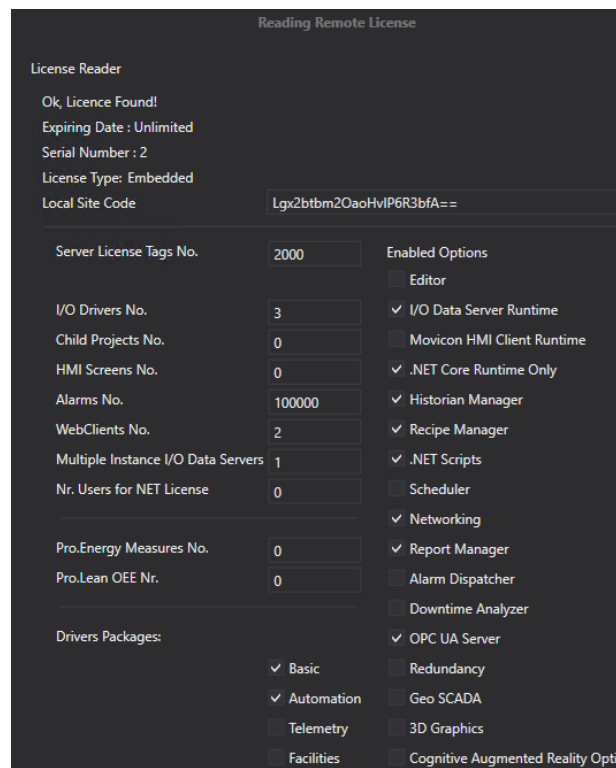 Reading Remote License
License Reader
Ok, Licence Found!
Expiring Date : Unlimited
Serial Number : 2
License Type: Embedded
Local Site Code Lgx2btbm2OaoHvIP6R3bfA==
Server License Tags No. 2000 Enabled Options
Editor
I/O Drivers No. 3 I/O Data Server Runtime
Child Projects No. 0 Movicon HMI Client Runtime
HMI Screens No. 0 .NET Core Runtime Only
Alarms No. 100000 Historian Manager
WebClients No. 2 Recipe Manager
Multiple Instance I/O Data Servers 1 .NET Scripts
Nr. Users for NET License 0 Scheduler
Networking
Pro.Energy Measures No. 0 Report Manager
Pro.Lean OEE Nr. 0 Alarm Dispatcher
Downtime Analyzer
Drivers Packages: OPC UA Server
Basic Redundancy
Automation Geo SCADA
Telemetry 3D Graphics
Facilities Cognitive Augmented Reality Opti